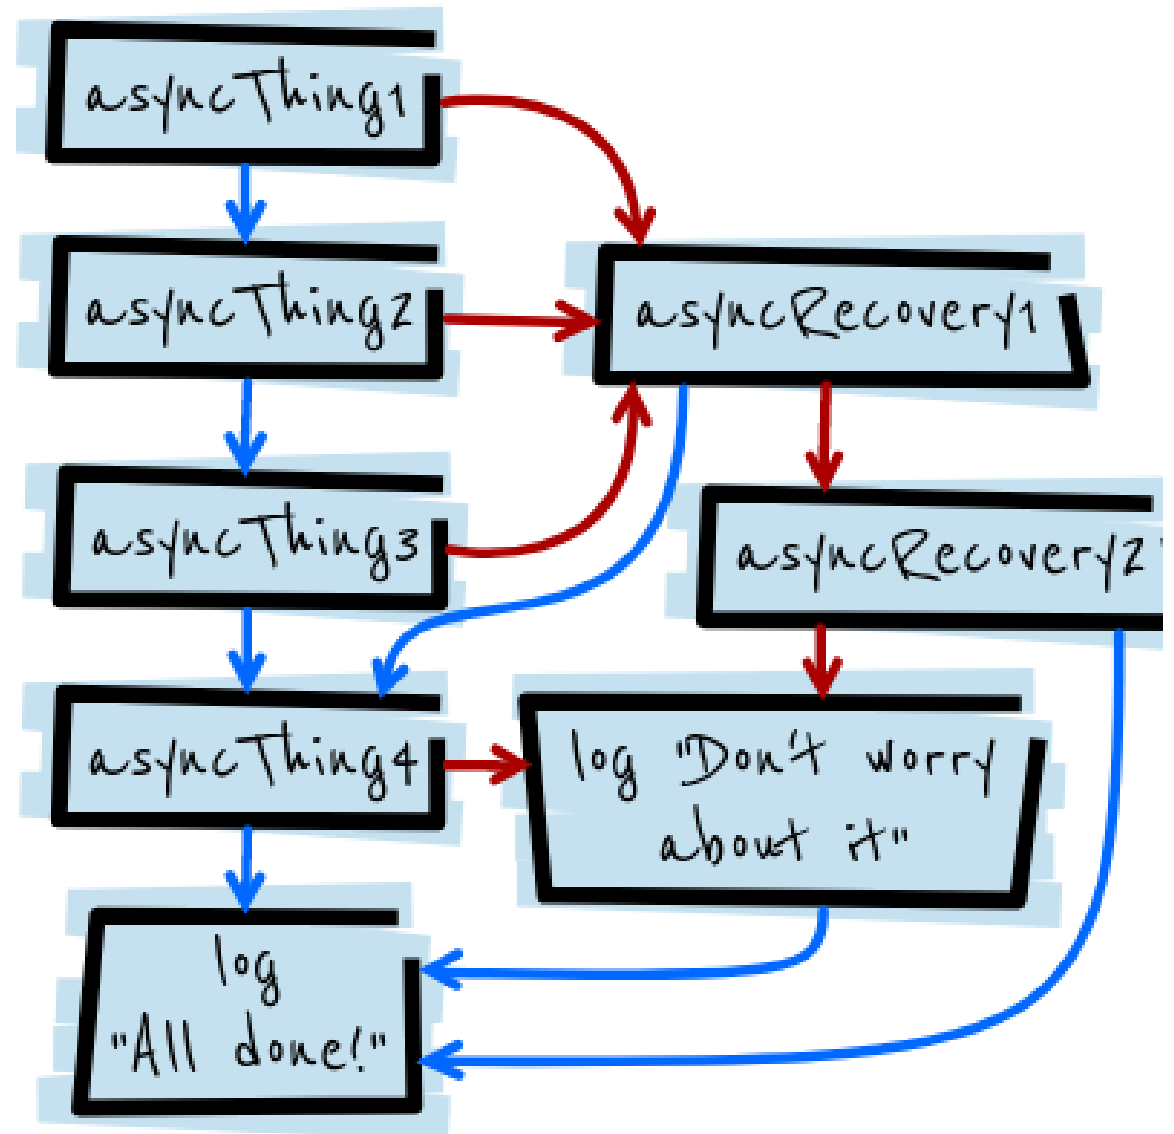 asyncThing1
asyncThing2
asyncRecovery1
asyncThing3
asyncRecovery2
asyncThing4
log "Don't worry
about it"
log
"All done!"